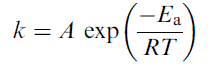 k = A exp(−Ea/RT)